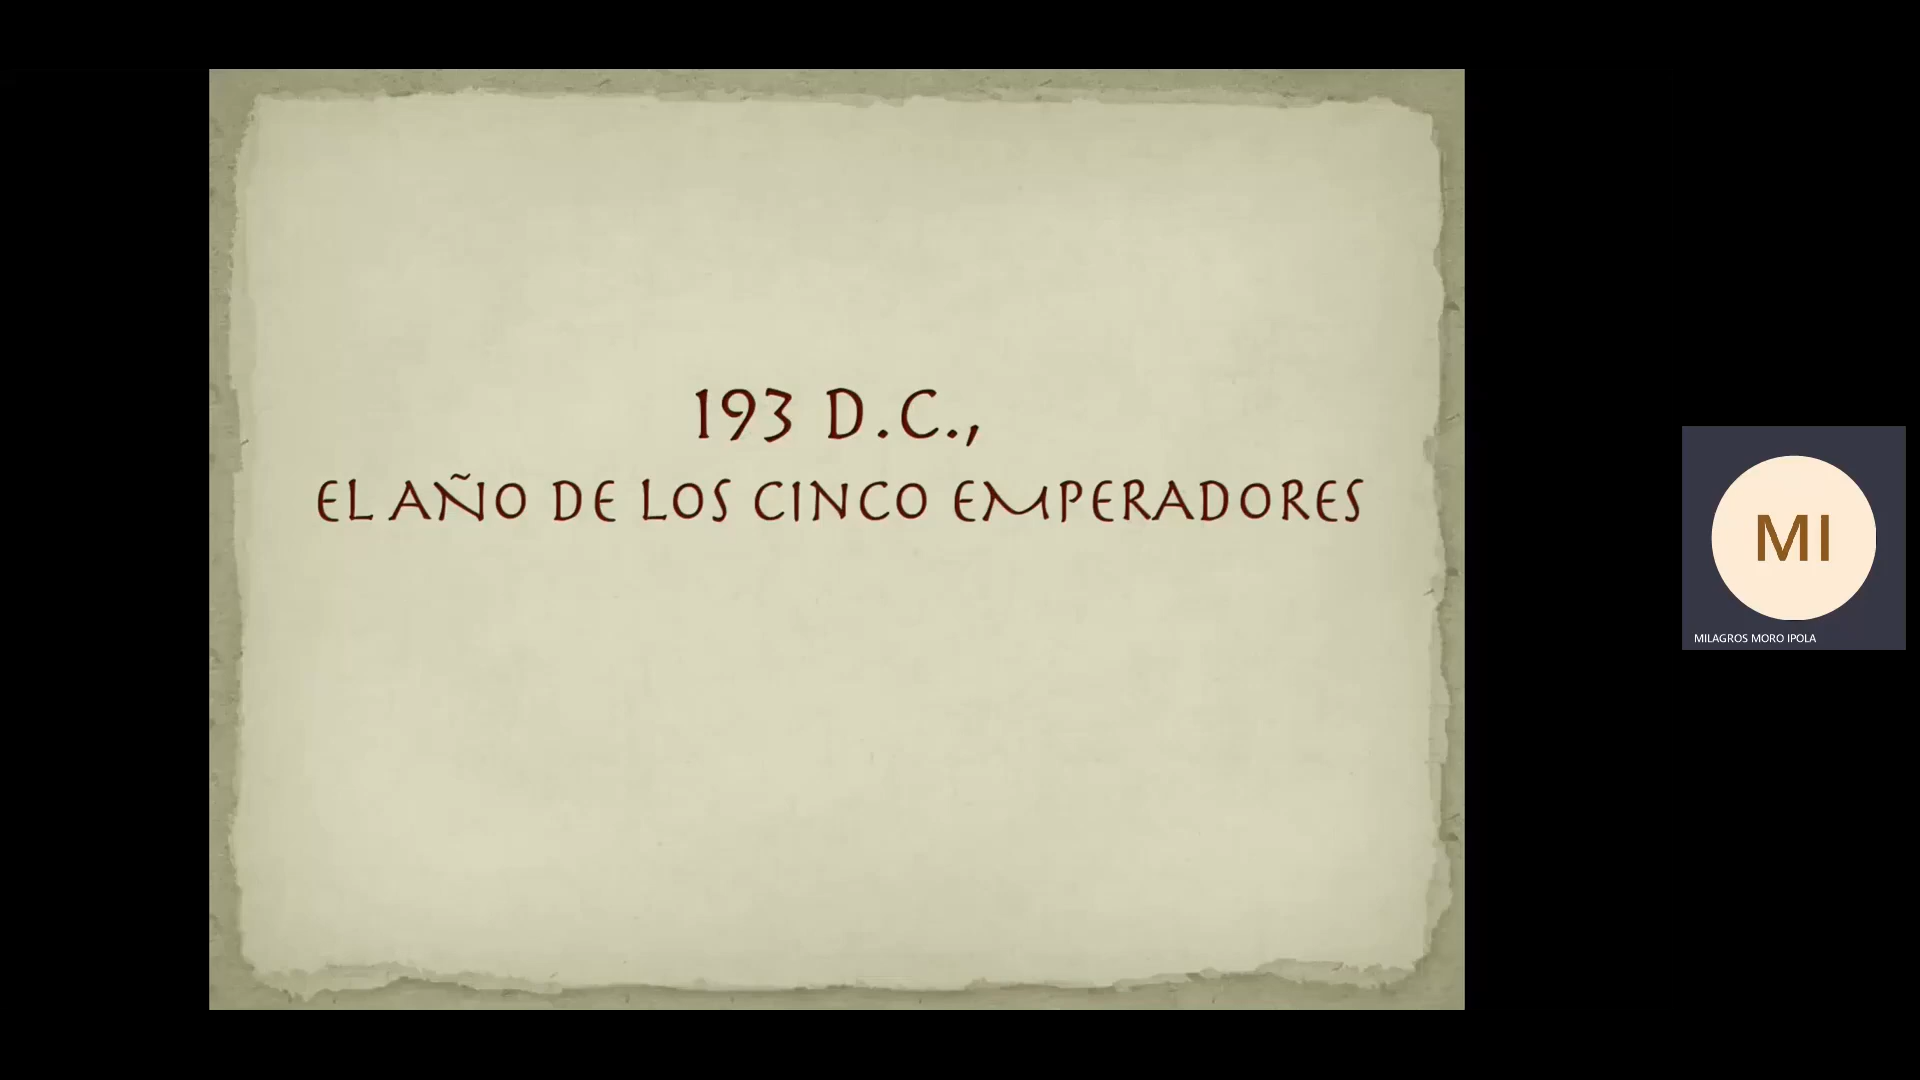 193 D.C.,
EL AÑO DE LOS CINCO EMPERADORES
MI
MILAGROS MORO IPOLA